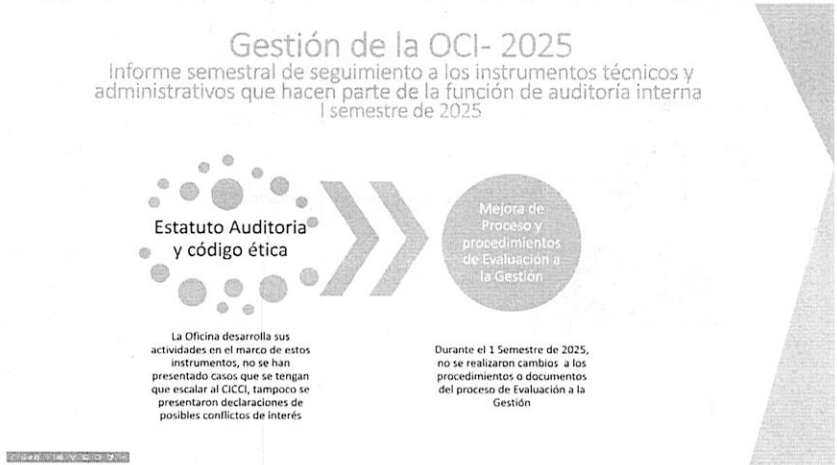 Gestión de la OCI- 2025
Informe semestral de seguimiento a los instrumentos técnicos y
administrativos que hacen parte de la función de auditoría interna
I semestre de 2025
Estatuto Auditoria
y código ética
Mejora de
Proceso y
procedimientos
de Evaluación a
la Gestión
La Oficina desarrolla sus
actividades en el marco de estos
instrumentos, no se han
presentado casos que se tengan
que escalar al CICCI, tampoco se
presentaron declaraciones de
posibles conflictos de interés
Durante el 1 Semestre de 2025,
no se realizaron cambios a los
procedimientos o documentos
del proceso de Evaluación a la
Gestión